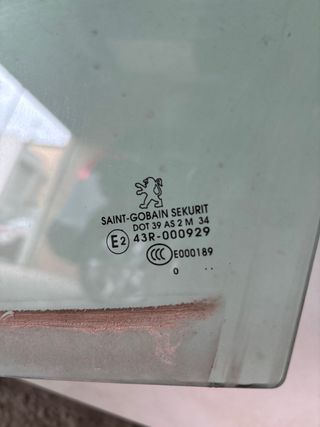 SAINT-GOBAIN SEKURIT
DOT 39 AS 2 M 34
E2 43R-000929
CCC E000189
0 ..